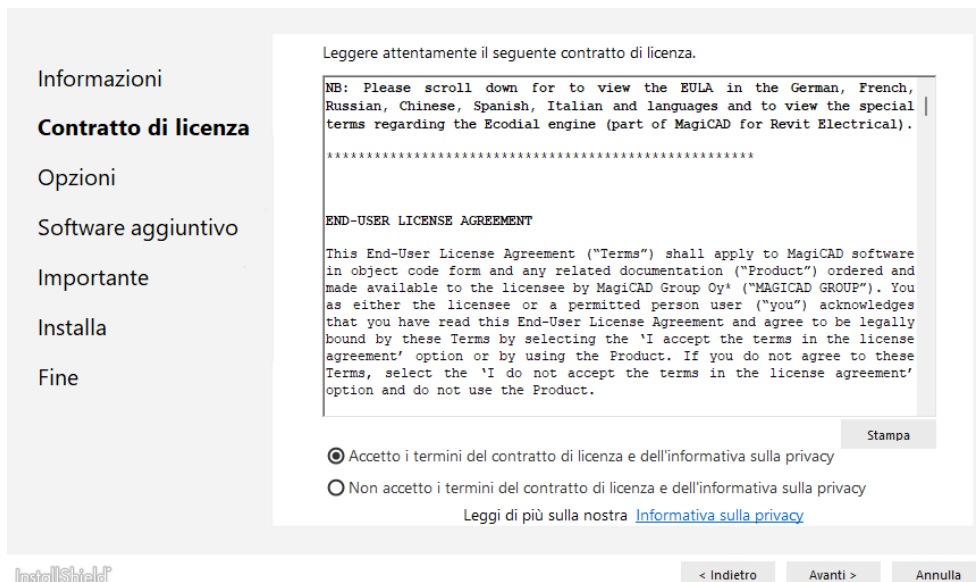 Informazioni
Contratto di licenza
Opzioni
Software aggiuntivo
Importante
Installa
Fine
Leggere attentamente il seguente contratto di licenza.
NB: Please scroll down for to view the EULA in the German, French,
Russian, Chinese, Spanish, Italian and languages and to view the special
terms regarding the Ecodial engine (part of MagiCAD for Revit Electrical).
******************************************************
END-USER LICENSE AGREEMENT
This End-User License Agreement (“Terms”) shall apply to MagiCAD software
in object code form and any related documentation (“Product”) ordered and
made available to the licensee by MagiCAD Group Oy* (“MAGICAD GROUP”). You
as either the licensee or a permitted person user (“you”) acknowledges
that you have read this End-User License Agreement and agree to be legally
bound by these Terms by selecting the ‘I accept the terms in the license
agreement’ option or by using the Product. If you do not agree to these
Terms, select the ‘I do not accept the terms in the license agreement’
option and do not use the Product.
Stampa
Accetto i termini del contratto di licenza e dell'informativa sulla privacy
Non accetto i termini del contratto di licenza e dell'informativa sulla privacy
Leggi di più sulla nostra Informativa sulla privacy
InstallShield
< Indietro
Avanti >
Annulla